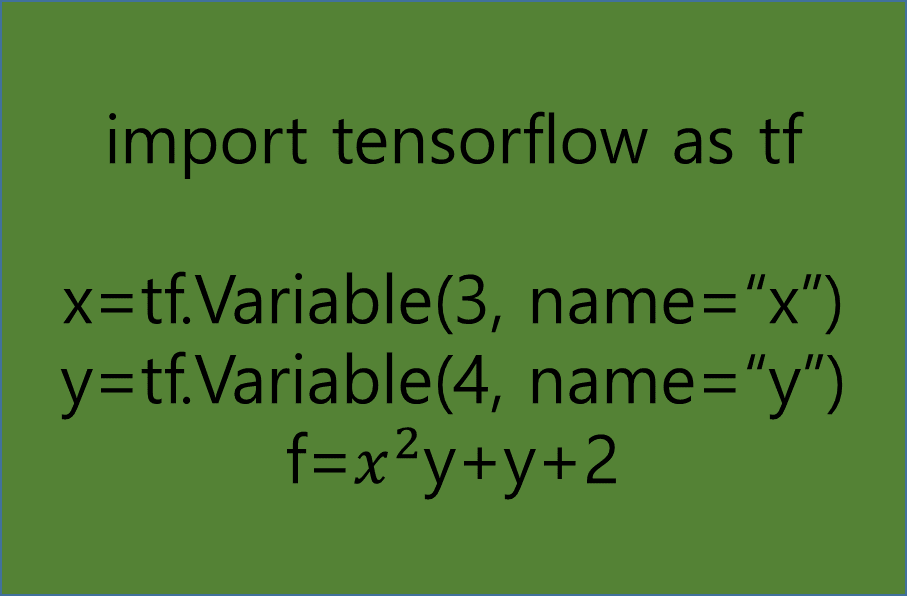 import tensorflow as tf
x=tf.Variable(3, name=“x”)
y=tf.Variable(4, name=“y”)
f=𝑥²y+y+2